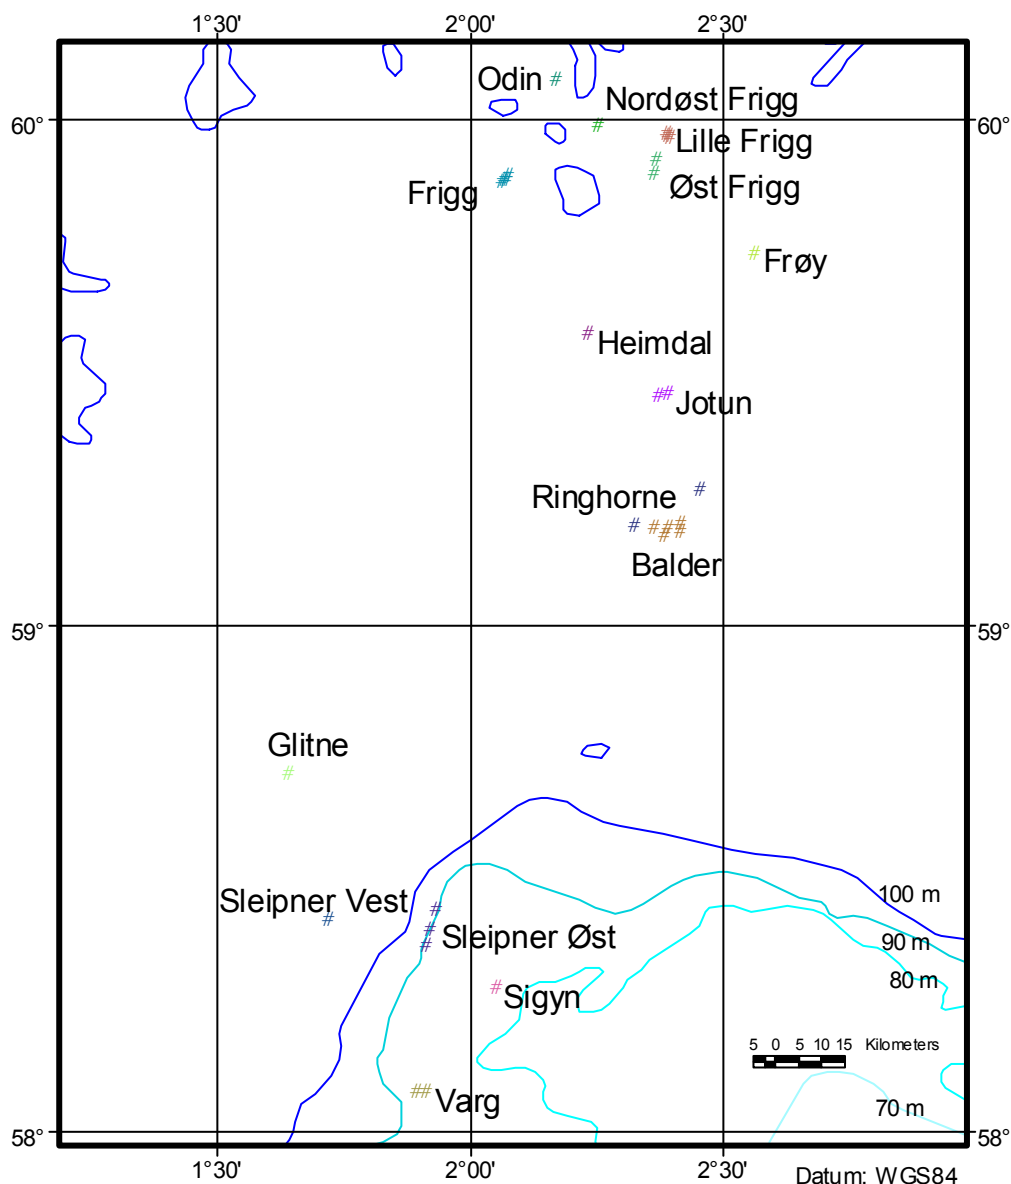 1°30' 2°00' 2°30'
Odin #
Nordøst Frigg
60° # # 60°
Lille Frigg
#
# # Øst Frigg
Frigg
# Frøy
# Heimdal
# # Jotun
Ringhorne #
# # # # # #
Balder
59° 59°
Glitne
#
100 m
Sleipner Vest #
# # Sleipner Øst
# 90 m
80 m
# Sigyn
5 0 5 10 15 Kilometers
# # Varg 70 m
58° 58°
1°30' 2°00' 2°30'
Datum: WGS84